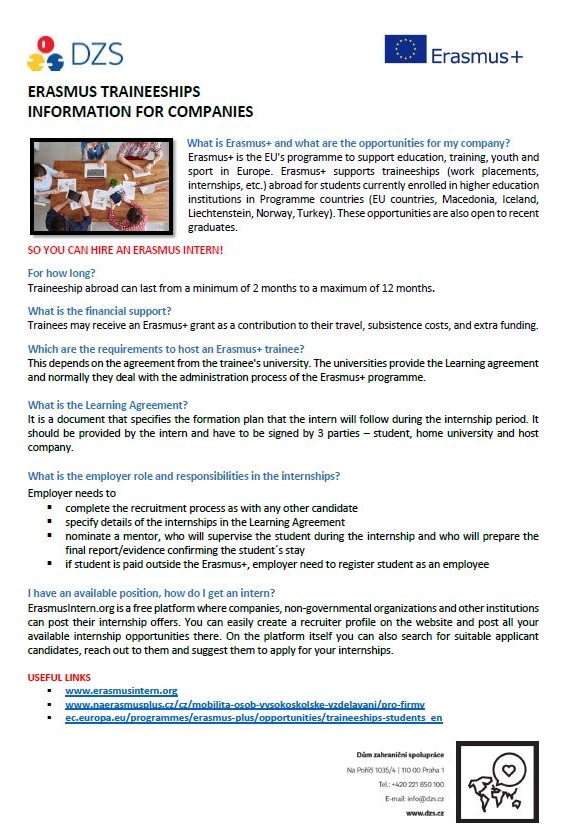 DZS
Erasmus+
ERASMUS TRAINEESHIPS
INFORMATION FOR COMPANIES
What is Erasmus+ and what are the opportunities for my company?
Erasmus+ is the EU's programme to support education, training, youth and
sport in Europe. Erasmus+ supports traineeships (work placements,
internships, etc.) abroad for students currently enrolled in higher education
institutions in Programme countries (EU countries, Macedonia, Iceland,
Liechtenstein, Norway, Turkey). These opportunities are also open to recent
graduates.
SO YOU CAN HIRE AN ERASMUS INTERN!
For how long?
Traineeship abroad can last from a minimum of 2 months to a maximum of 12 months.
What is the financial support?
Trainees may receive an Erasmus+ grant as a contribution to their travel, subsistence costs, and extra funding.
Which are the requirements to host an Erasmus+ trainee?
This depends on the agreement from the trainee's university. The universities provide the Learning agreement
and normally they deal with the administration process of the Erasmus+ programme.
What is the Learning Agreement?
It is a document that specifies the formation plan that the intern will follow during the internship period. It
should be provided by the intern and have to be signed by 3 parties – student, home university and host
company.
What is the employer role and responsibilities in the internships?
Employer needs to
▪ complete the recruitment process as with any other candidate
▪ specify details of the internships in the Learning Agreement
▪ nominate a mentor, who will supervise the student during the internship and who will prepare the
final report/evidence confirming the student´s stay
▪ if student is paid outside the Erasmus+, employer need to register student as an employee
I have an available position, how do I get an intern?
ErasmusIntern.org is a free platform where companies, non-governmental organizations and other institutions
can post their internship offers. You can easily create a recruiter profile on the website and post all your
available internship opportunities there. On the platform itself you can also search for suitable applicant
candidates, reach out to them and suggest them to apply for your internships.
USEFUL LINKS
▪ www.erasmusintern.org
▪ www.naerasmusplus.cz/cz/mobilita-osob-vysokoskolske-vzdelavani/pro-firmy
▪ ec.europa.eu/programmes/erasmus-plus/opportunities/traineeships-students_en
Dům zahraniční spolupráce
Na Poříčí 1035/4 | 110 00 Praha 1
Tel.: +420 221 850 100
E-mail: info@dzs.cz
www.dzs.cz